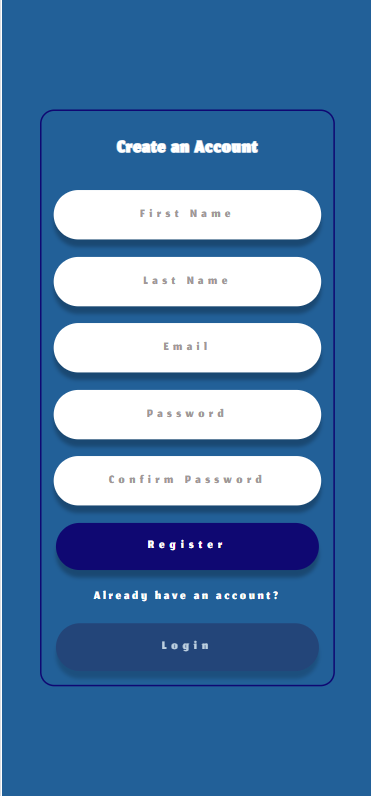 Create an Account
First Name
Last Name
Email
Password
Confirm Password
Register
Already have an account?
Login